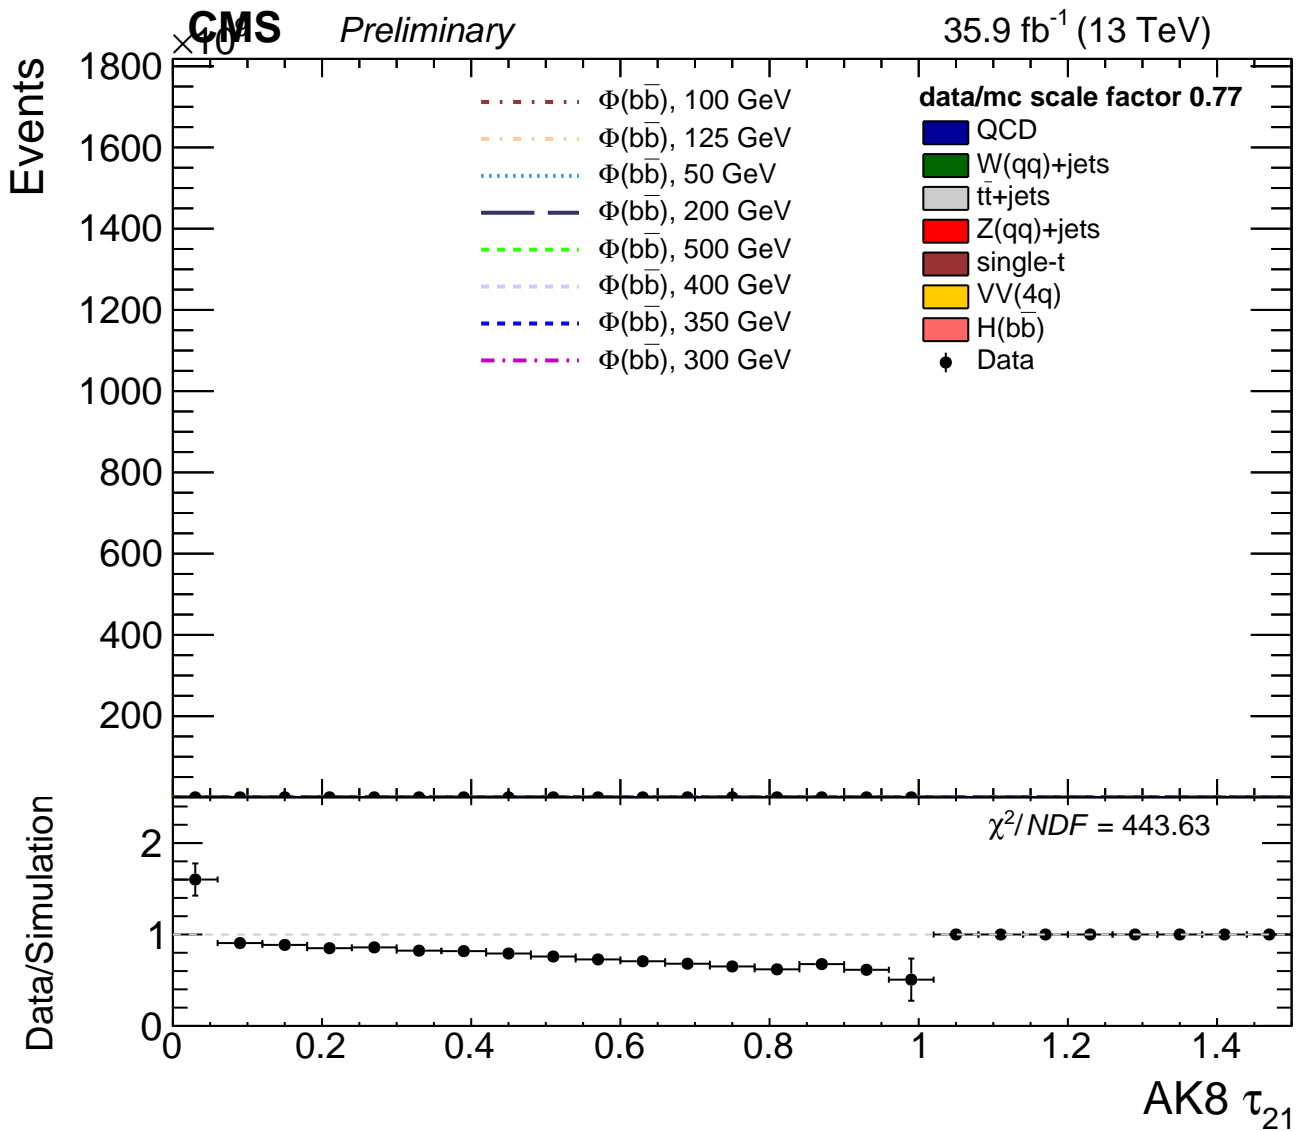 CMS Preliminary 35.9 fb⁻¹ (13 TeV)
×10⁹
Events
1800
1600
1400
1200
1000
800
600
400
200
Φ(bb̅), 100 GeV
Φ(bb̅), 125 GeV
Φ(bb̅), 50 GeV
Φ(bb̅), 200 GeV
Φ(bb̅), 500 GeV
Φ(bb̅), 400 GeV
Φ(bb̅), 350 GeV
Φ(bb̅), 300 GeV
data/mc scale factor 0.77
QCD
W(qq)+jets
tt̅+jets
Z(qq)+jets
single-t
VV(4q)
H(bb̅)
Data
Data/Simulation
χ²/NDF = 443.63
2
1
0
0 0.2 0.4 0.6 0.8 1 1.2 1.4
AK8 τ₂₁